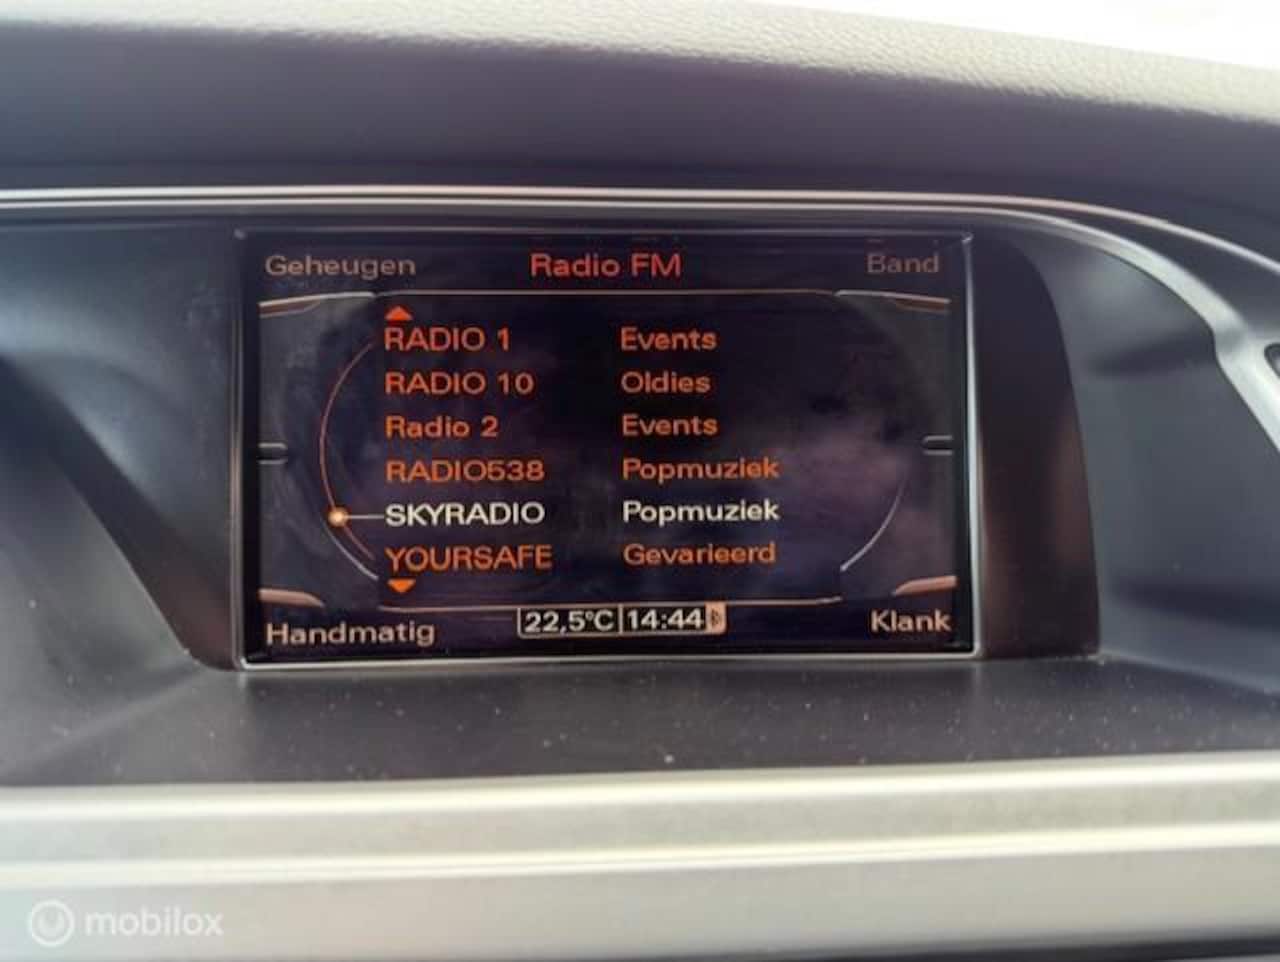 Geheugen Radio FM Band
RADIO 1 Events
RADIO 10 Oldies
Radio 2 Events
RADIO538 Popmuziek
SKYRADIO Popmuziek
YOURSAFE Gevarieerd
Handmatig 22,5°C 14:44 Klank
mobilox